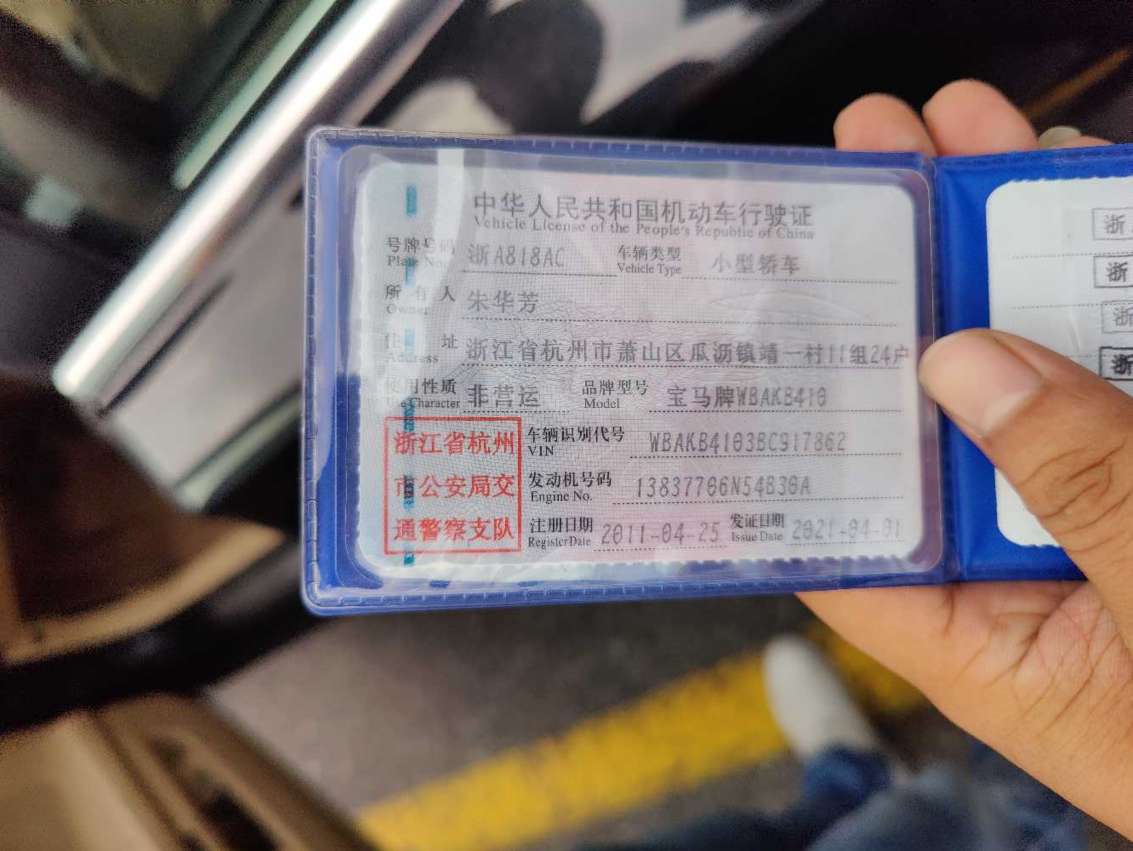 中华人民共和国机动车行驶证
Vehicle License of the People's Republic of China
号牌号码 浙A818AC 车辆类型 小型轿车
Plate No. Vehicle Type
所有人 朱华芳
Owner
住址 浙江省杭州市萧山区瓜沥镇靖一村11组24户
Address
使用性质 非营运 品牌型号 宝马牌WBAKB410
Use Character Model
浙江省杭州
市公安局交
通警察支队
车辆识别代号 WBAKB4103BC917862
VIN
发动机号码 13837706N54B30A
Engine No.
注册日期 2011-04-25 发证日期 2021-04-01
Register Date Issue Date
浙
浙
浙
浙